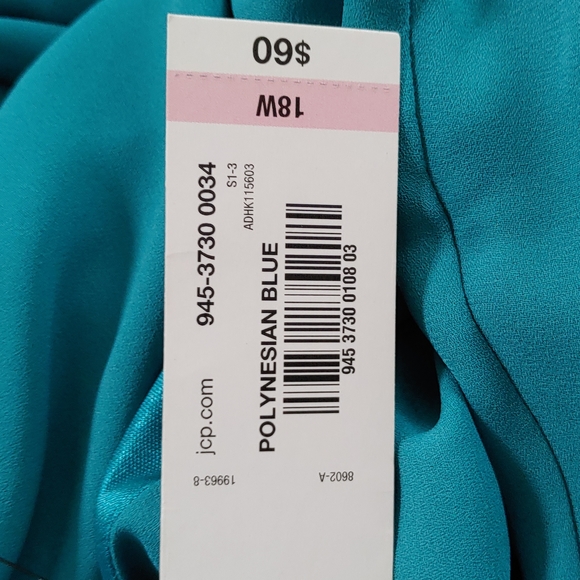 $60
18W
945-3730 0034
S1-3
ADHK115603
jcp.com
POLYNESIAN BLUE
945 3730 0108 03
8602-A
19963-8